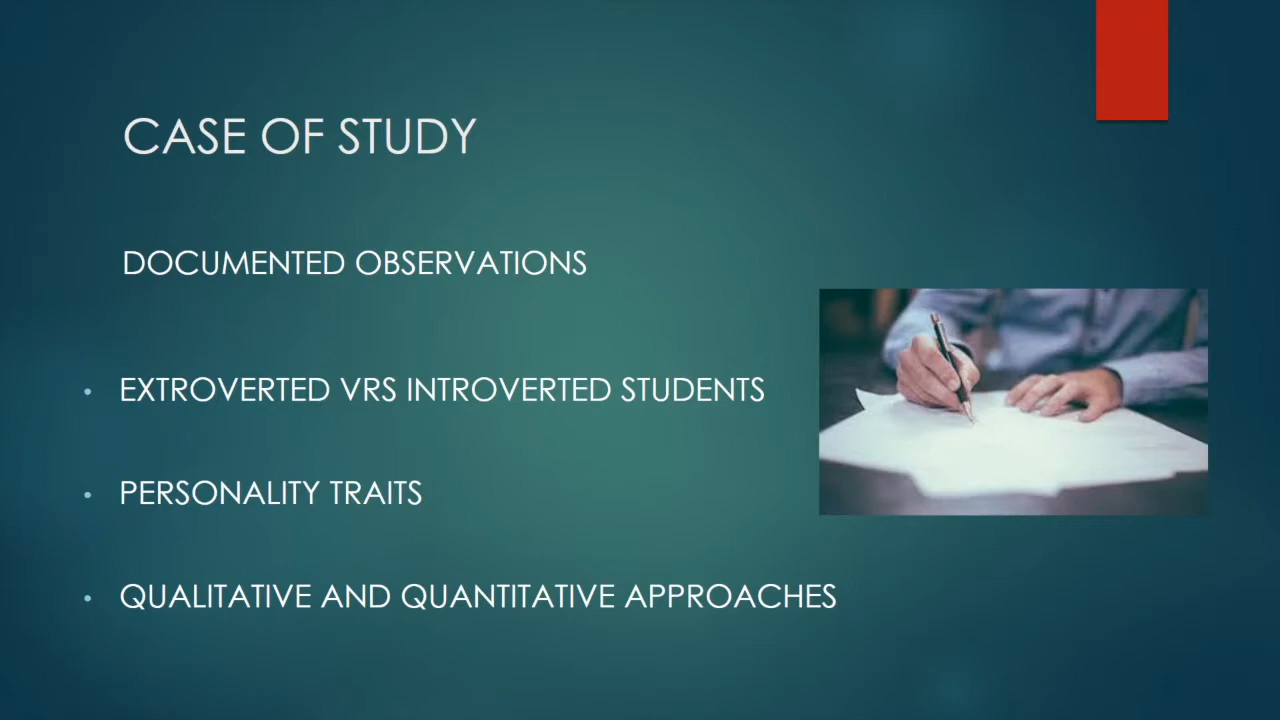 CASE OF STUDY
DOCUMENTED OBSERVATIONS
• EXTROVERTED VRS INTROVERTED STUDENTS
• PERSONALITY TRAITS
• QUALITATIVE AND QUANTITATIVE APPROACHES